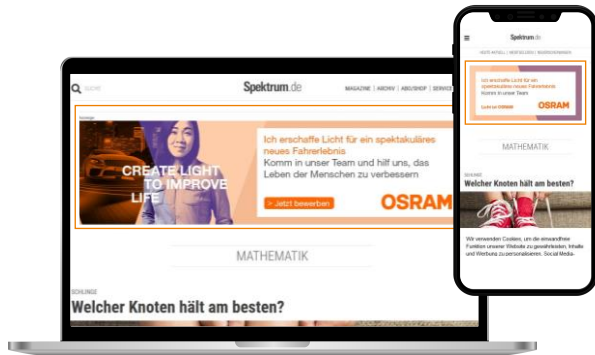 SUCHE
Spektrum.de
MAGAZINE | ARCHIV | ABO/SHOP | SERVICE
Anzeige
CREATE LIGHT
TO IMPROVE
LIFE
Ich erschaffe Licht für ein spektakuläres
neues Fahrerlebnis
Komm in unser Team und hilf uns, das
Leben der Menschen zu verbessern
> Jetzt bewerben
OSRAM
MATHEMATIK
SCHLINGE
Welcher Knoten hält am besten?
Spektrum.de
Ich erschaffe Licht für ein
spektakuläres neues Fahrerlebnis
Komm in unser Team
OSRAM
MATHEMATIK
SCHLINGE
Welcher Knoten hält am besten?
Wir verwenden Cookies, um die einwandfreie
Funktion unserer Website zu gewährleisten, Inhalte
und Werbung zu personalisieren, Social Media-